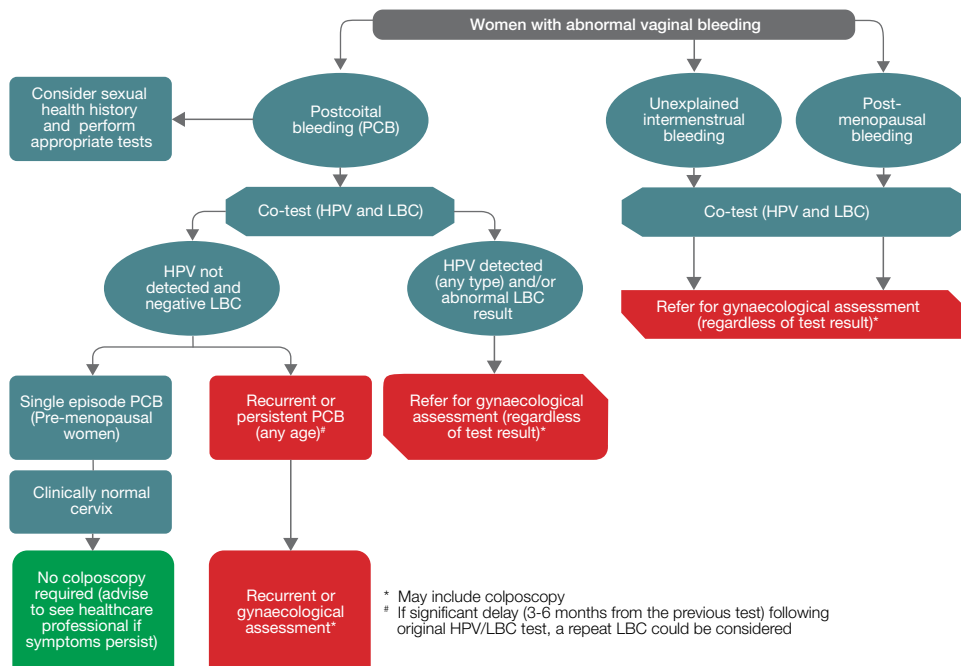 Women with abnormal vaginal bleeding
Consider sexual
health history
and perform
appropriate tests
Postcoital
bleeding (PCB)
Unexplained
intermenstrual
bleeding
Post-
menopausal
bleeding
Co-test (HPV and LBC)
Co-test (HPV and LBC)
HPV not
detected and
negative LBC
HPV detected
(any type) and/or
abnormal LBC
result
Refer for gynaecological assessment
(regardless of test result)*
Single episode PCB
(Pre-menopausal
women)
Recurrent or
persistent PCB
(any age)#
Refer for gynaecological
assessment (regardless
of test result)*
Clinically normal
cervix
No colposcopy
required (advise
to see healthcare
professional if
symptoms persist)
Recurrent or
gynaecological
assessment*
* May include colposcopy
# If significant delay (3-6 months from the previous test) following
original HPV/LBC test, a repeat LBC could be considered